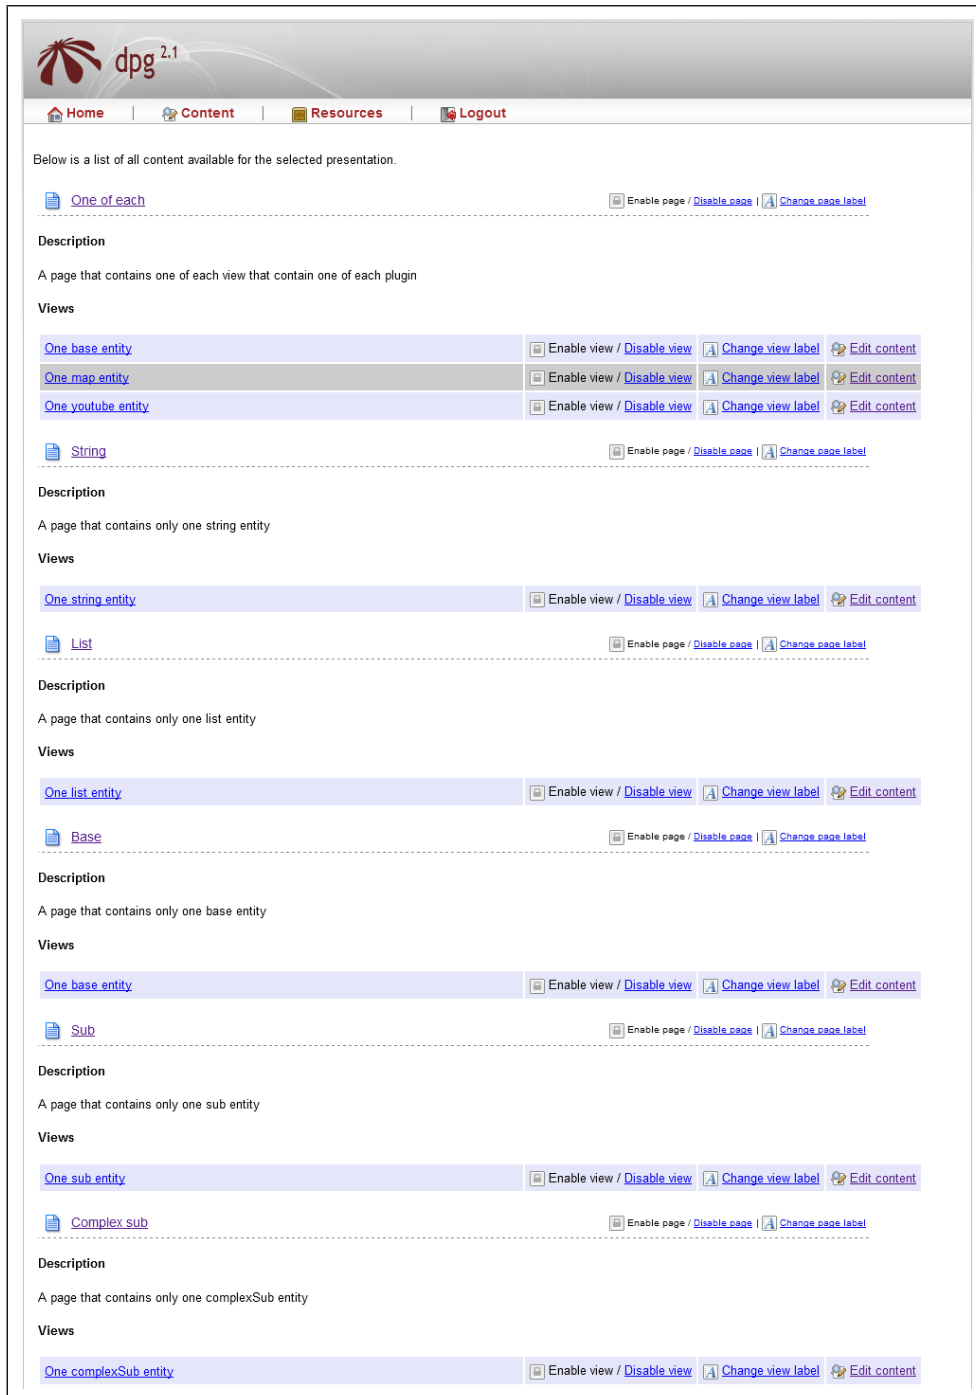 dpg 2.1
Home | Content | Resources | Logout
Below is a list of all content available for the selected presentation.
One of each Enable page / Disable page | Change page label
Description
A page that contains one of each view that contain one of each plugin
Views
One base entity Enable view / Disable view Change view label Edit content
One map entity Enable view / Disable view Change view label Edit content
One youtube entity Enable view / Disable view Change view label Edit content
String Enable page / Disable page | Change page label
Description
A page that contains only one string entity
Views
One string entity Enable view / Disable view Change view label Edit content
List Enable page / Disable page | Change page label
Description
A page that contains only one list entity
Views
One list entity Enable view / Disable view Change view label Edit content
Base Enable page / Disable page | Change page label
Description
A page that contains only one base entity
Views
One base entity Enable view / Disable view Change view label Edit content
Sub Enable page / Disable page | Change page label
Description
A page that contains only one sub entity
Views
One sub entity Enable view / Disable view Change view label Edit content
Complex sub Enable page / Disable page | Change page label
Description
A page that contains only one complexSub entity
Views
One complexSub entity Enable view / Disable view Change view label Edit content